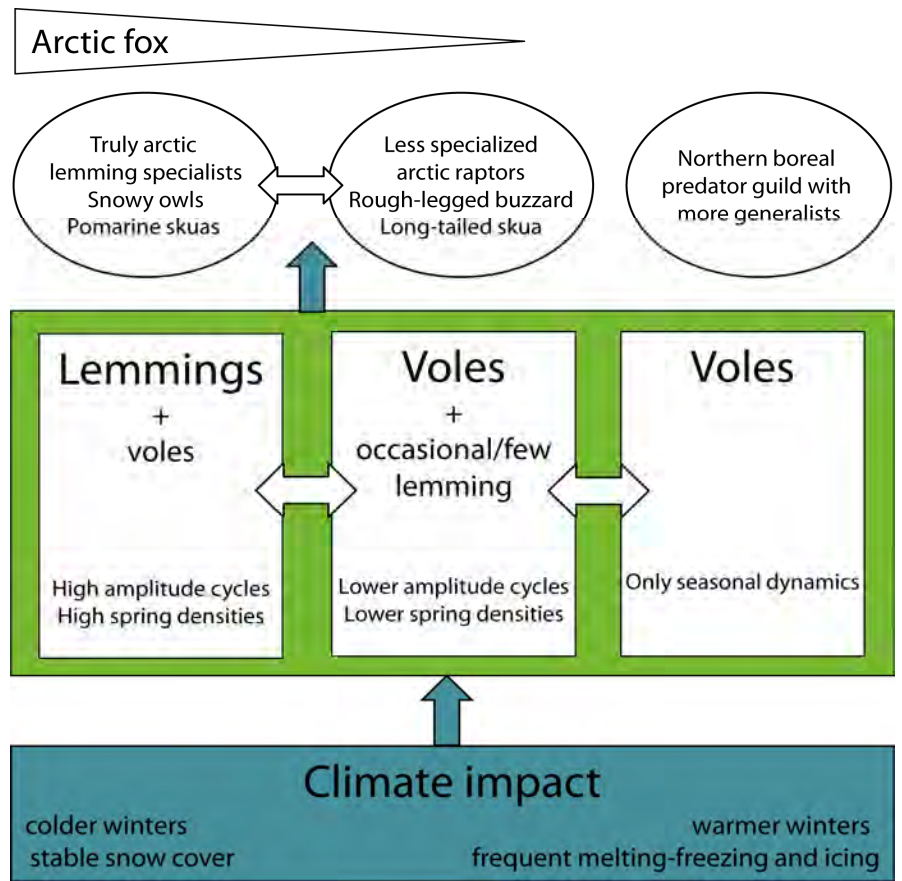 Arctic fox
Truly arctic
lemming specialists
Snowy owls
Pomarine skuas
Less specialized
arctic raptors
Rough-legged buzzard
Long-tailed skua
Northern boreal
predator guild with
more generalists
Lemmings
+
voles
High amplitude cycles
High spring densities
Voles
+
occasional/few
lemming
Lower amplitude cycles
Lower spring densities
Voles
Only seasonal dynamics
Climate impact
colder winters
stable snow cover
warmer winters
frequent melting-freezing and icing